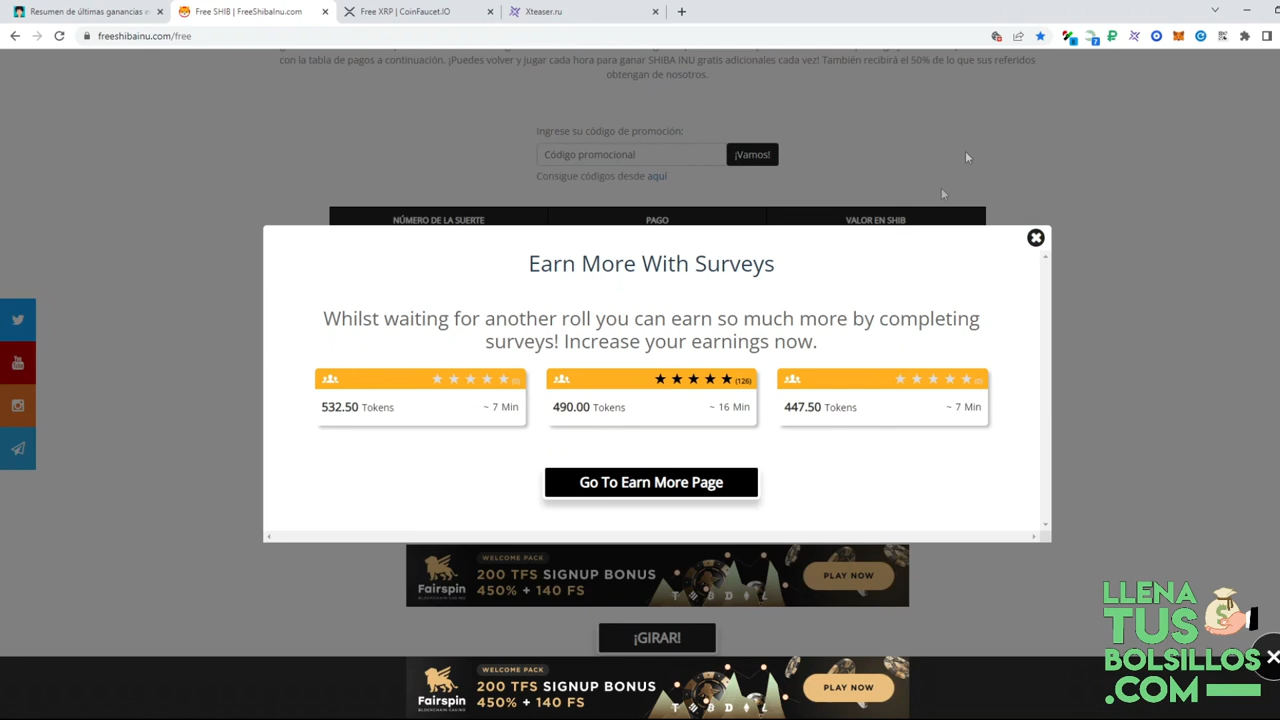 Resumen de últimas ganancias e
Free SHIB | FreeShibaInu.com
Free XRP | CoinFaucet.IO
Xteaser.ru
freeshibainu.com/free
con la tabla de pagos a continuación. ¡Puedes volver y jugar cada hora para ganar SHIBA INU gratis adicionales cada vez! También recibirá el 50% de lo que sus referidos
obtengan de nosotros.
Ingrese su código de promoción:
Código promocional
¡Vamos!
Consigue códigos desde aquí
NÚMERO DE LA SUERTE PAGO VALOR EN SHIB
Earn More With Surveys
Whilst waiting for another roll you can earn so much more by completing
surveys! Increase your earnings now.
(126)
532.50 Tokens ~ 7 Min
490.00 Tokens ~ 16 Min
447.50 Tokens ~ 7 Min
Go To Earn More Page
Fairspin
BLOCKCHAIN CASINO
WELCOME PACK
200 TFS SIGNUP BONUS
450% + 140 FS
PLAY NOW
¡GIRAR!
Fairspin
BLOCKCHAIN CASINO
WELCOME PACK
200 TFS SIGNUP BONUS
450% + 140 FS
PLAY NOW
LLENA
TUS
BOLSILLOS
.COM